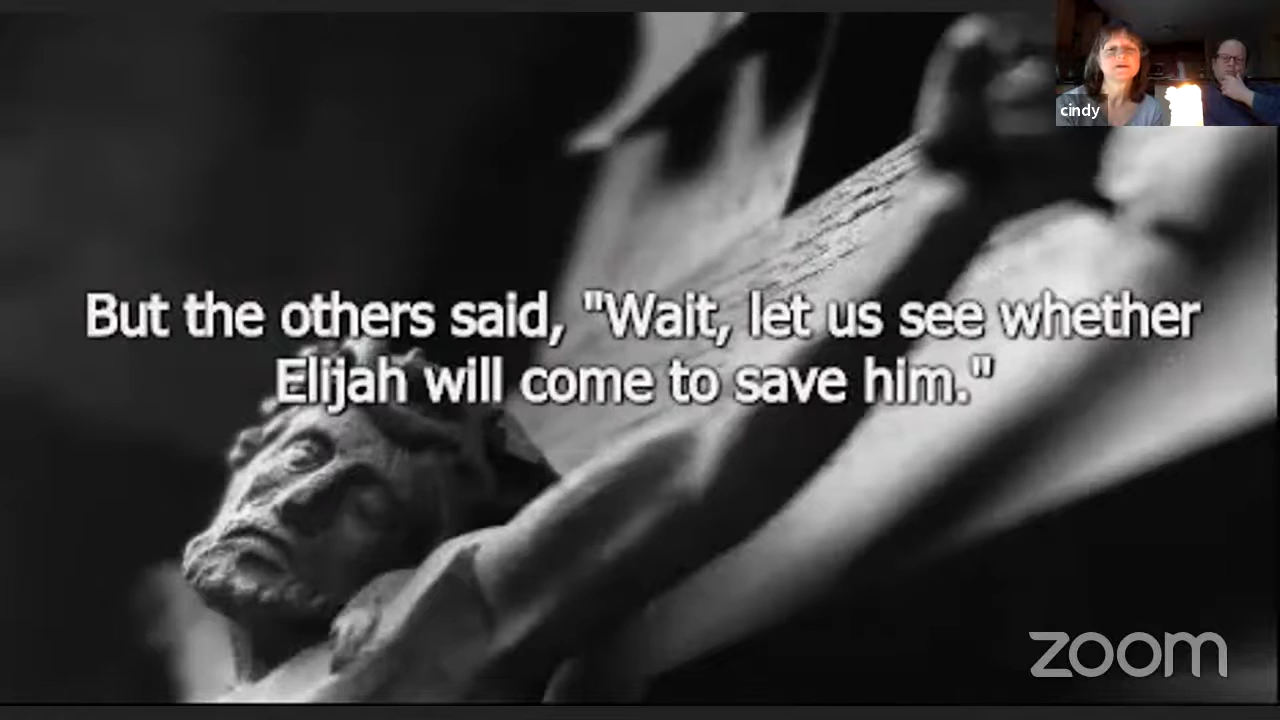 cindy
But the others said, "Wait, let us see whether
Elijah will come to save him."
zoom